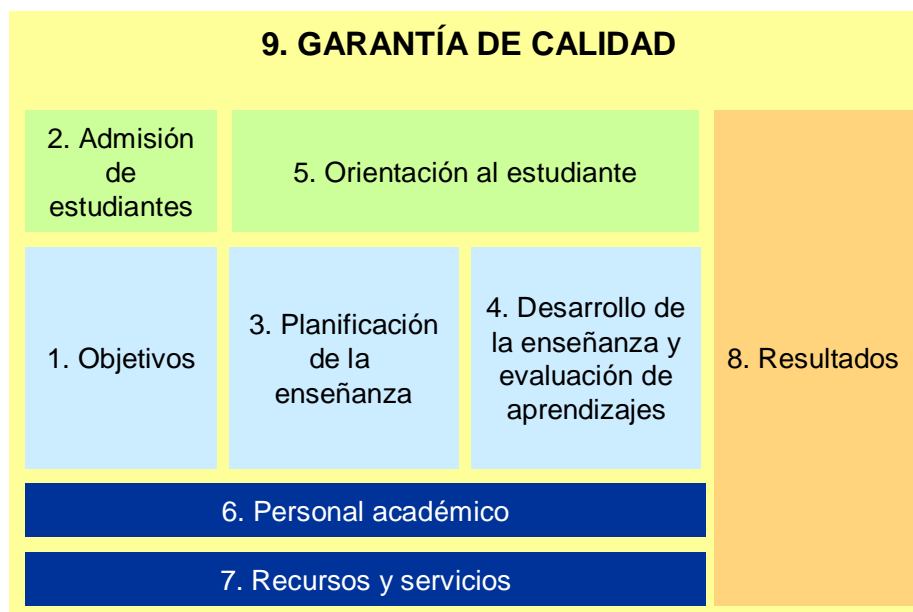 9. GARANTÍA DE CALIDAD
2. Admisión
de
estudiantes
5. Orientación al estudiante
1. Objetivos
3. Planificación
de la
enseñanza
4. Desarrollo de
la enseñanza y
evaluación de
aprendizajes
8. Resultados
6. Personal académico
7. Recursos y servicios